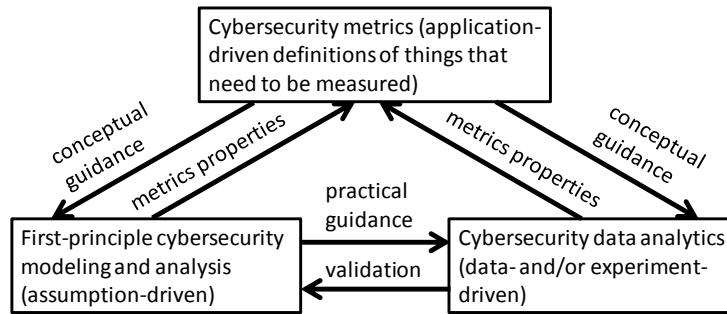 Cybersecurity metrics (application-
driven definitions of things that
need to be measured)
conceptual
guidance
metrics properties
metrics properties
conceptual
guidance
practical
guidance
validation
First-principle cybersecurity
modeling and analysis
(assumption-driven)
Cybersecurity data analytics
(data- and/or experiment-
driven)